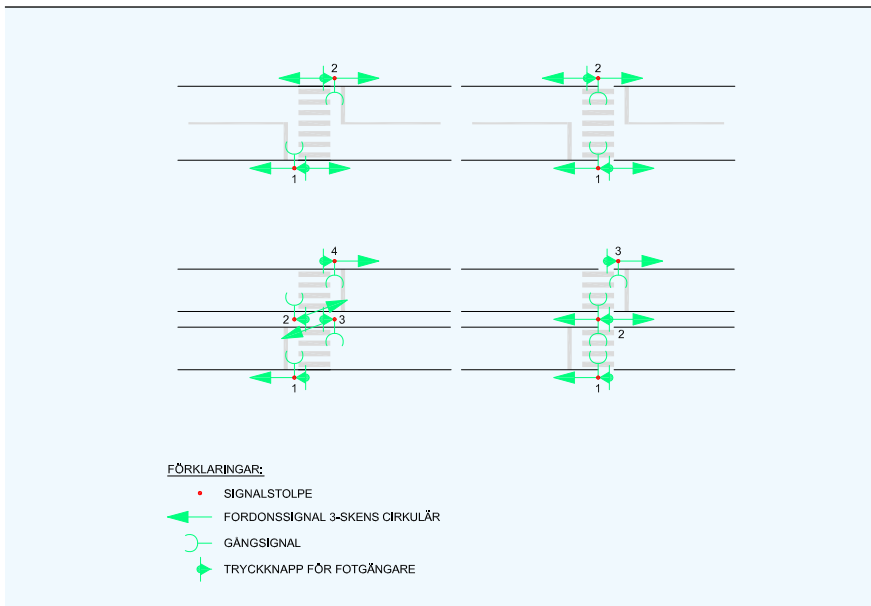 2
2
1
1
4
3
2
3
2
1
1
FÖRKLARINGAR:
SIGNALSTOLPE
FORDONSSIGNAL 3-SKENS CIRKULÄR
GÅNGSIGNAL
TRYCKKNAPP FÖR FOTGÄNGARE